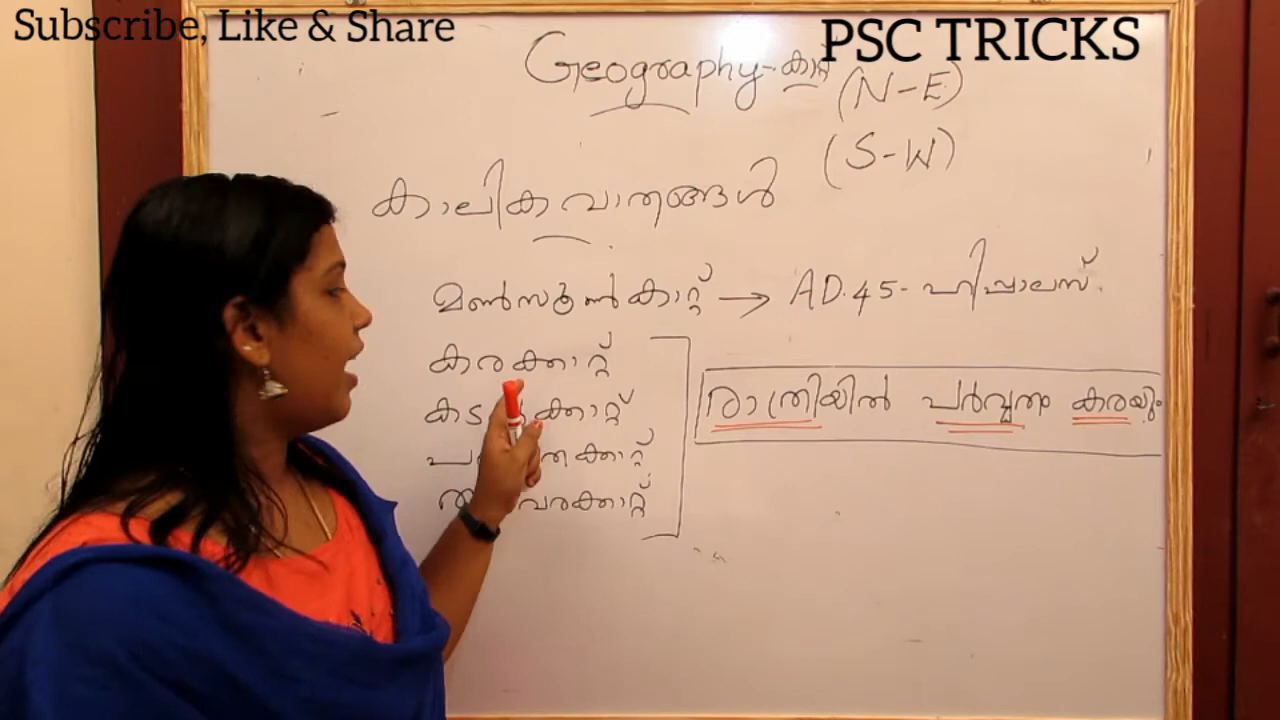 Subscribe, Like & Share
PSC TRICKS
Geography-കാറ്റ്
(N-E)
(S-W)
കാലികവാതങ്ങൾ
മൺസൂൺകാറ്റ് → AD.45- ഹിപ്പാലസ്.
കരക്കാറ്റ്
രാത്രിയിൽ പർവ്വതം കരയും